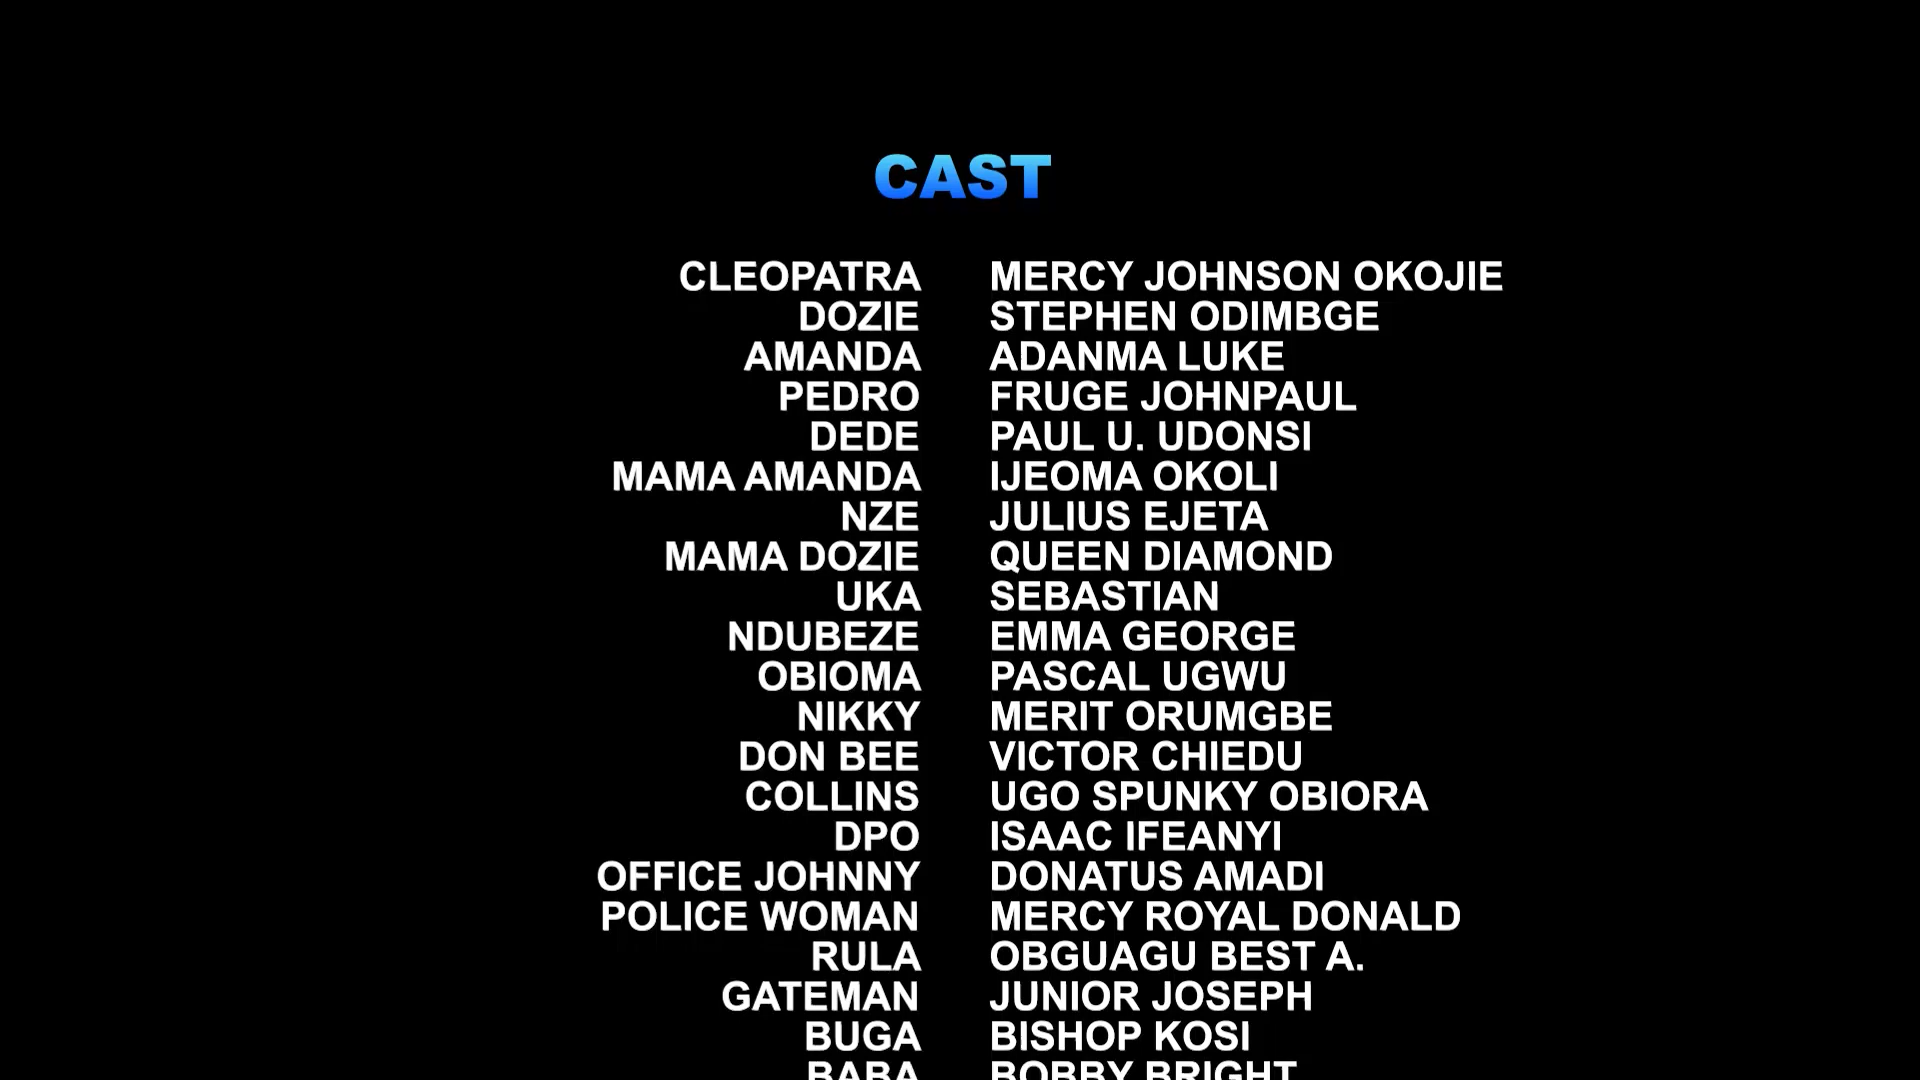 CAST
CLEOPATRA MERCY JOHNSON OKOJIE
DOZIE STEPHEN ODIMBGE
AMANDA ADANMA LUKE
PEDRO FRUGE JOHNPAUL
DEDE PAUL U. UDONSI
MAMA AMANDA IJEOMA OKOLI
NZE JULIUS EJETA
MAMA DOZIE QUEEN DIAMOND
UKA SEBASTIAN
NDUBEZE EMMA GEORGE
OBIOMA PASCAL UGWU
NIKKY MERIT ORUMGBE
DON BEE VICTOR CHIEDU
COLLINS UGO SPUNKY OBIORA
DPO ISAAC IFEANYI
OFFICE JOHNNY DONATUS AMADI
POLICE WOMAN MERCY ROYAL DONALD
RULA OBGUAGU BEST A.
GATEMAN JUNIOR JOSEPH
BUGA BISHOP KOSI
BABA BOBBY BRIGHT